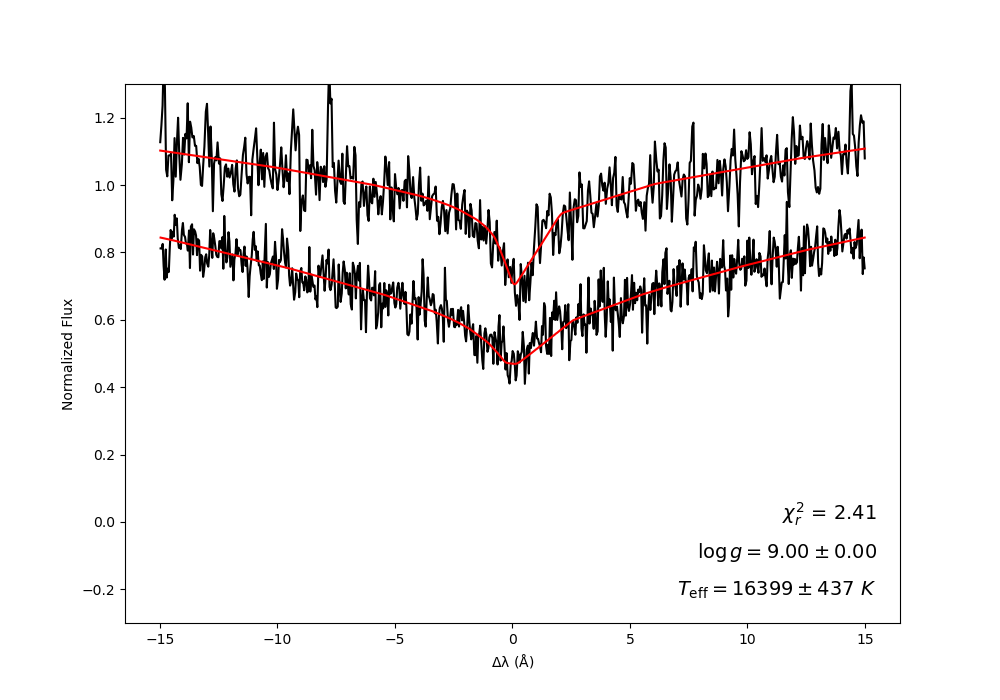 1.2
1.0
0.8
0.6
0.4
0.2
0.0
−0.2
Normalized Flux
χ²ᵣ = 2.41
log g = 9.00 ± 0.00
T_eff = 16399 ± 437 K
−15 −10 −5 0 5 10 15
Δλ (Å)